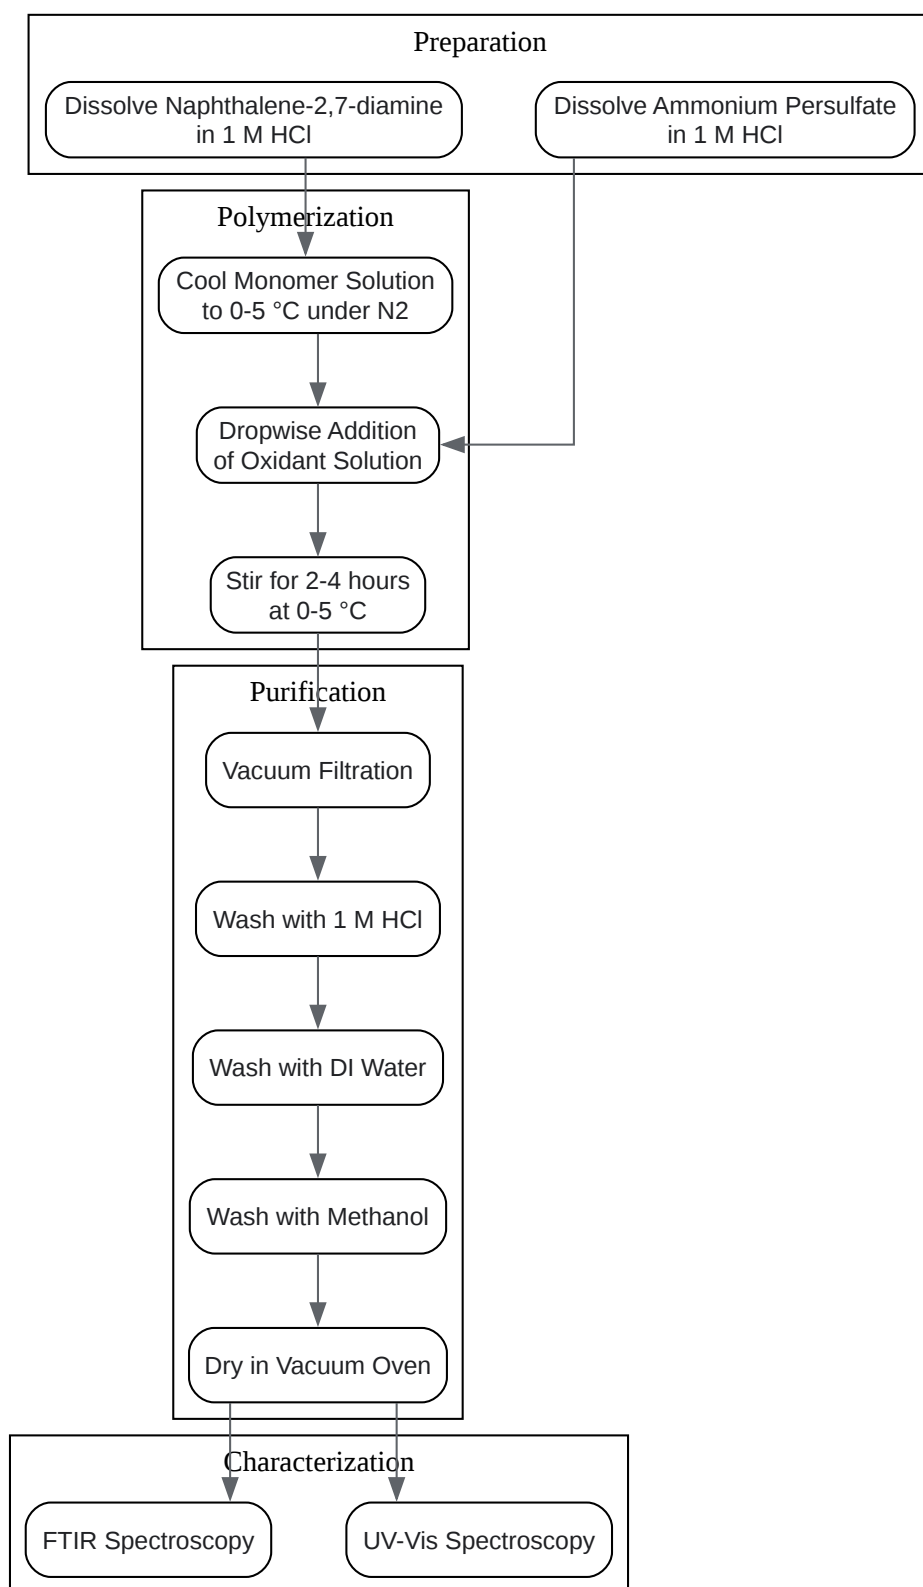 Preparation
Dissolve Naphthalene-2,7-diamine
in 1 M HCl
Dissolve Ammonium Persulfate
in 1 M HCl
Polymerization
Cool Monomer Solution
to 0-5 °C under N2
Dropwise Addition
of Oxidant Solution
Stir for 2-4 hours
at 0-5 °C
Purification
Vacuum Filtration
Wash with 1 M HCl
Wash with DI Water
Wash with Methanol
Dry in Vacuum Oven
Characterization
FTIR Spectroscopy
UV-Vis Spectroscopy